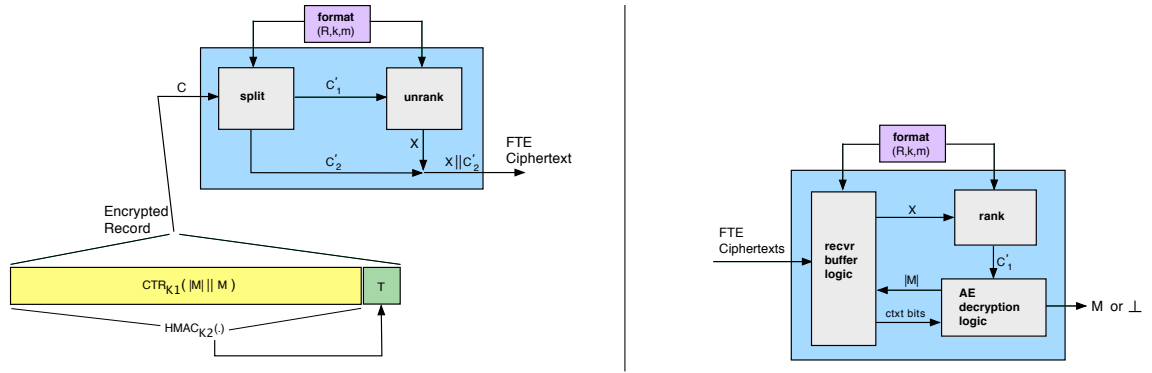 format
(R,k,m)
C
split
C′1
unrank
X
C′2
X||C′2
FTE
Ciphertext
Encrypted
Record
CTRK1( |M| || M )
T
HMACK2(.)
format
(R,k,m)
FTE
Ciphertexts
recvr
buffer
logic
X
rank
C′1
|M|
ctxt bits
AE
decryption
logic
M or ⊥